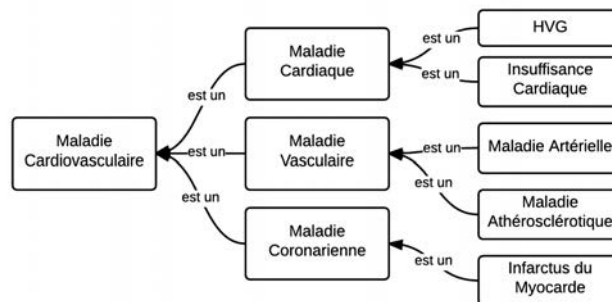 HVG
est un
Maladie
Cardiaque
est un
Insuffisance
Cardiaque
est un
Maladie
Cardiovasculaire
est un
Maladie
Vasculaire
est un
Maladie Artérielle
est un
Maladie
Athérosclérotique
est un
Maladie
Coronarienne
est un
Infarctus du
Myocarde